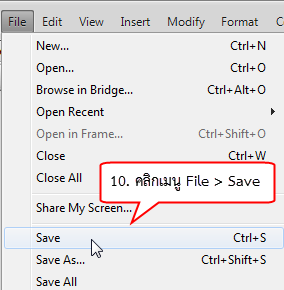 File Edit View Insert Modify Format
New... Ctrl+N
Open... Ctrl+O
Browse in Bridge... Ctrl+Alt+O
Open Recent
Open in Frame... Ctrl+Shift+O
Close Ctrl+W
Close All
10. คลิกเมนู File > Save
Share My Screen...
Save Ctrl+S
Save As... Ctrl+Shift+S
Save All